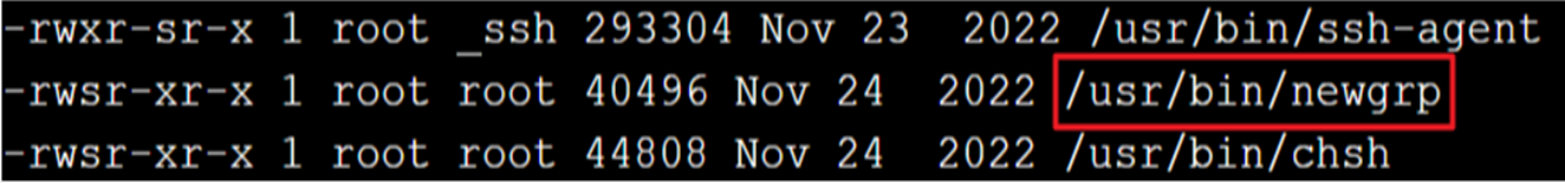 -rwxr-sr-x 1 root _ssh 293304 Nov 23  2022 /usr/bin/ssh-agent
-rwsr-xr-x 1 root root 40496 Nov 24  2022 /usr/bin/newgrp
-rwsr-xr-x 1 root root 44808 Nov 24  2022 /usr/bin/chsh